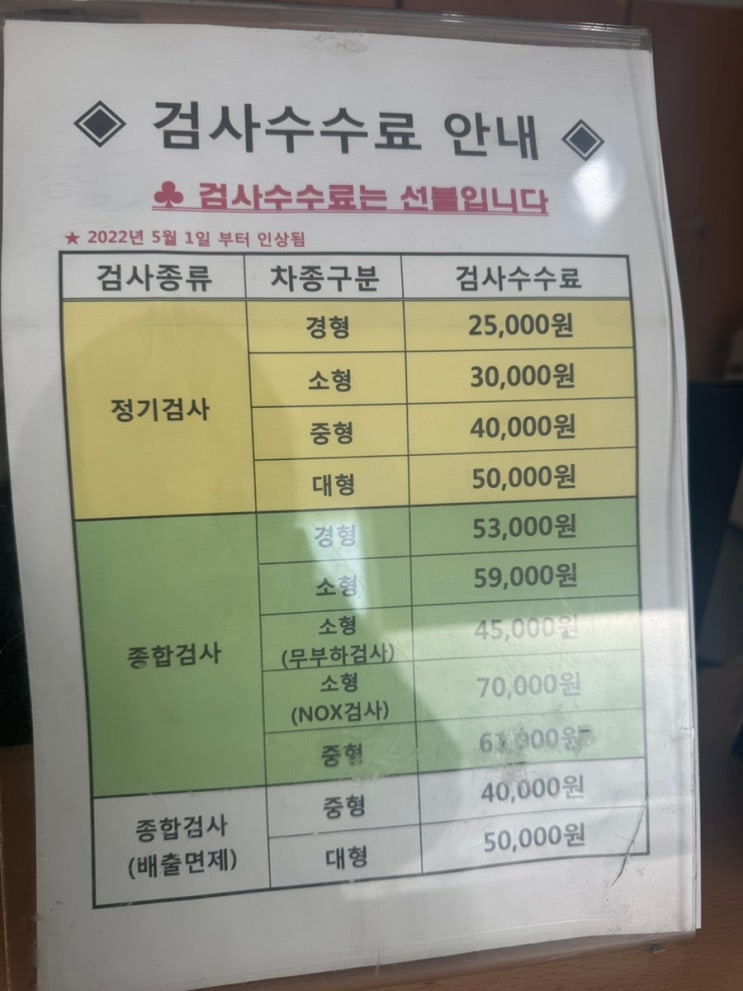 ◈ 검사수수료 안내 ◈
♣ 검사수수료는 선불입니다
★ 2022년 5월 1일 부터 인상됨
검사종류 차종구분 검사수수료
정기검사
경형 25,000원
소형 30,000원
중형 40,000원
대형 50,000원
종합검사
경형 53,000원
소형 59,000원
소형
(무부하검사) 45,000원
소형
(NOX검사) 70,000원
중형
종합검사
(배출면제)
중형 40,000원
대형 50,000원